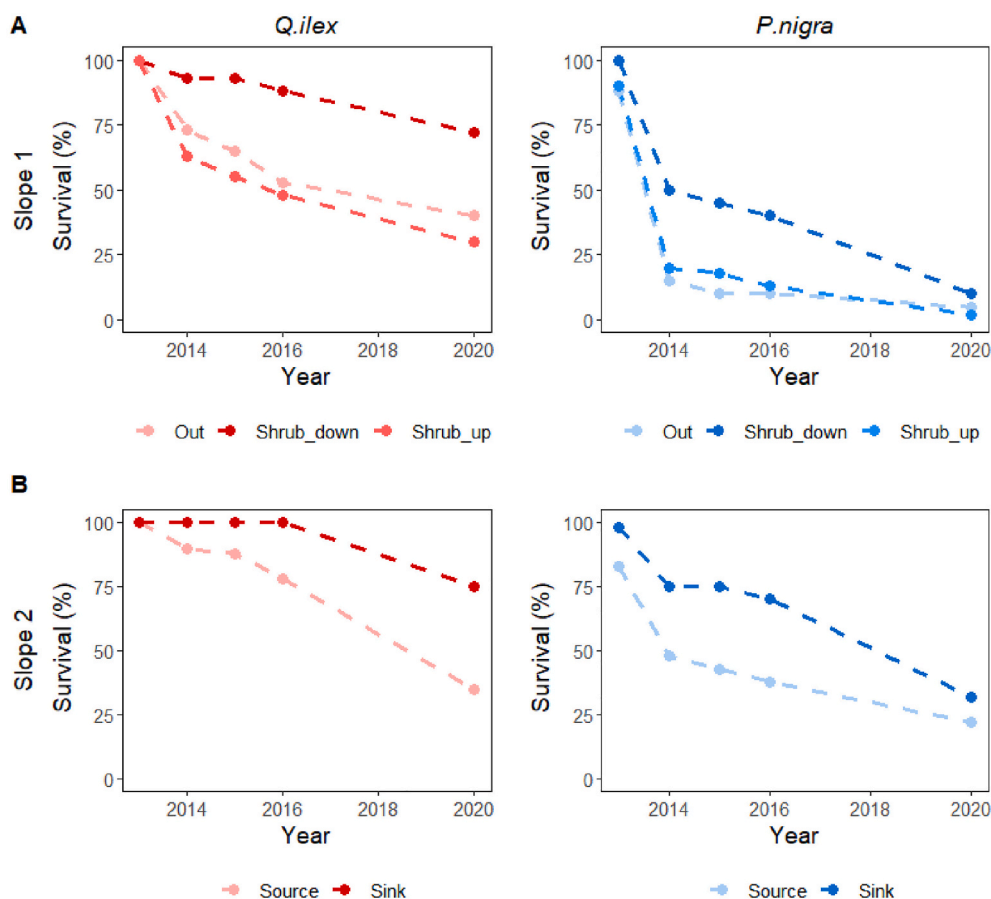 A
Q.ilex
P.nigra
Slope 1
Survival (%)
100
75
50
25
0
2014
2016
2018
2020
Year
Survival (%)
100
75
50
25
0
2014
2016
2018
2020
Year
Out Shrub_down Shrub_up
Out Shrub_down Shrub_up
B
Slope 2
Survival (%)
100
75
50
25
0
2014
2016
2018
2020
Year
Survival (%)
100
75
50
25
0
2014
2016
2018
2020
Year
Source Sink
Source Sink